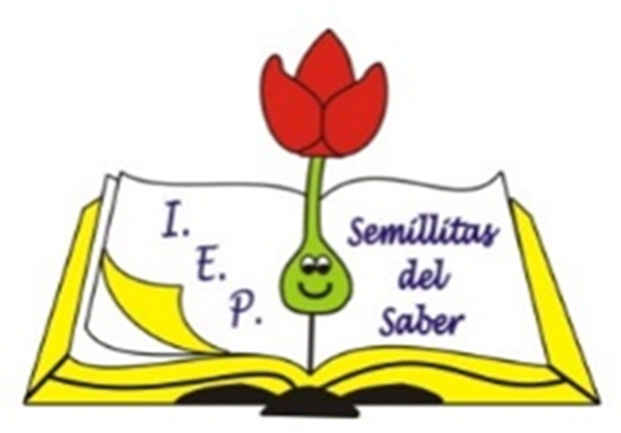 I.
E.
P.
Semillitas
del
Saber